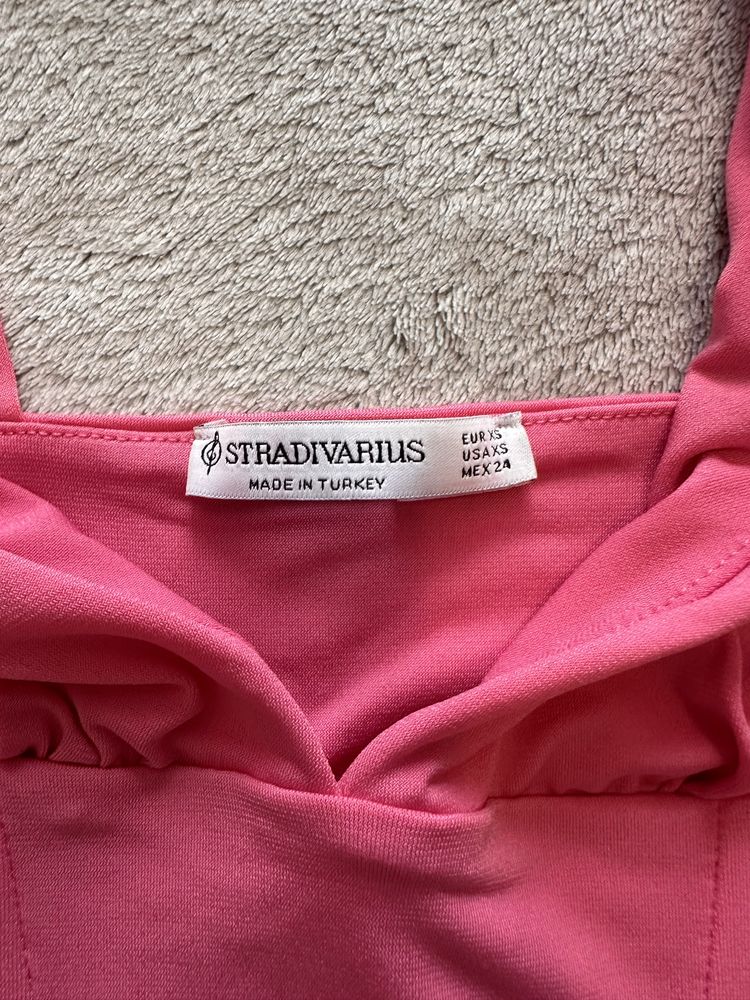 STRADIVARIUS
MADE IN TURKEY
EUR XS
USA XS
MEX 24